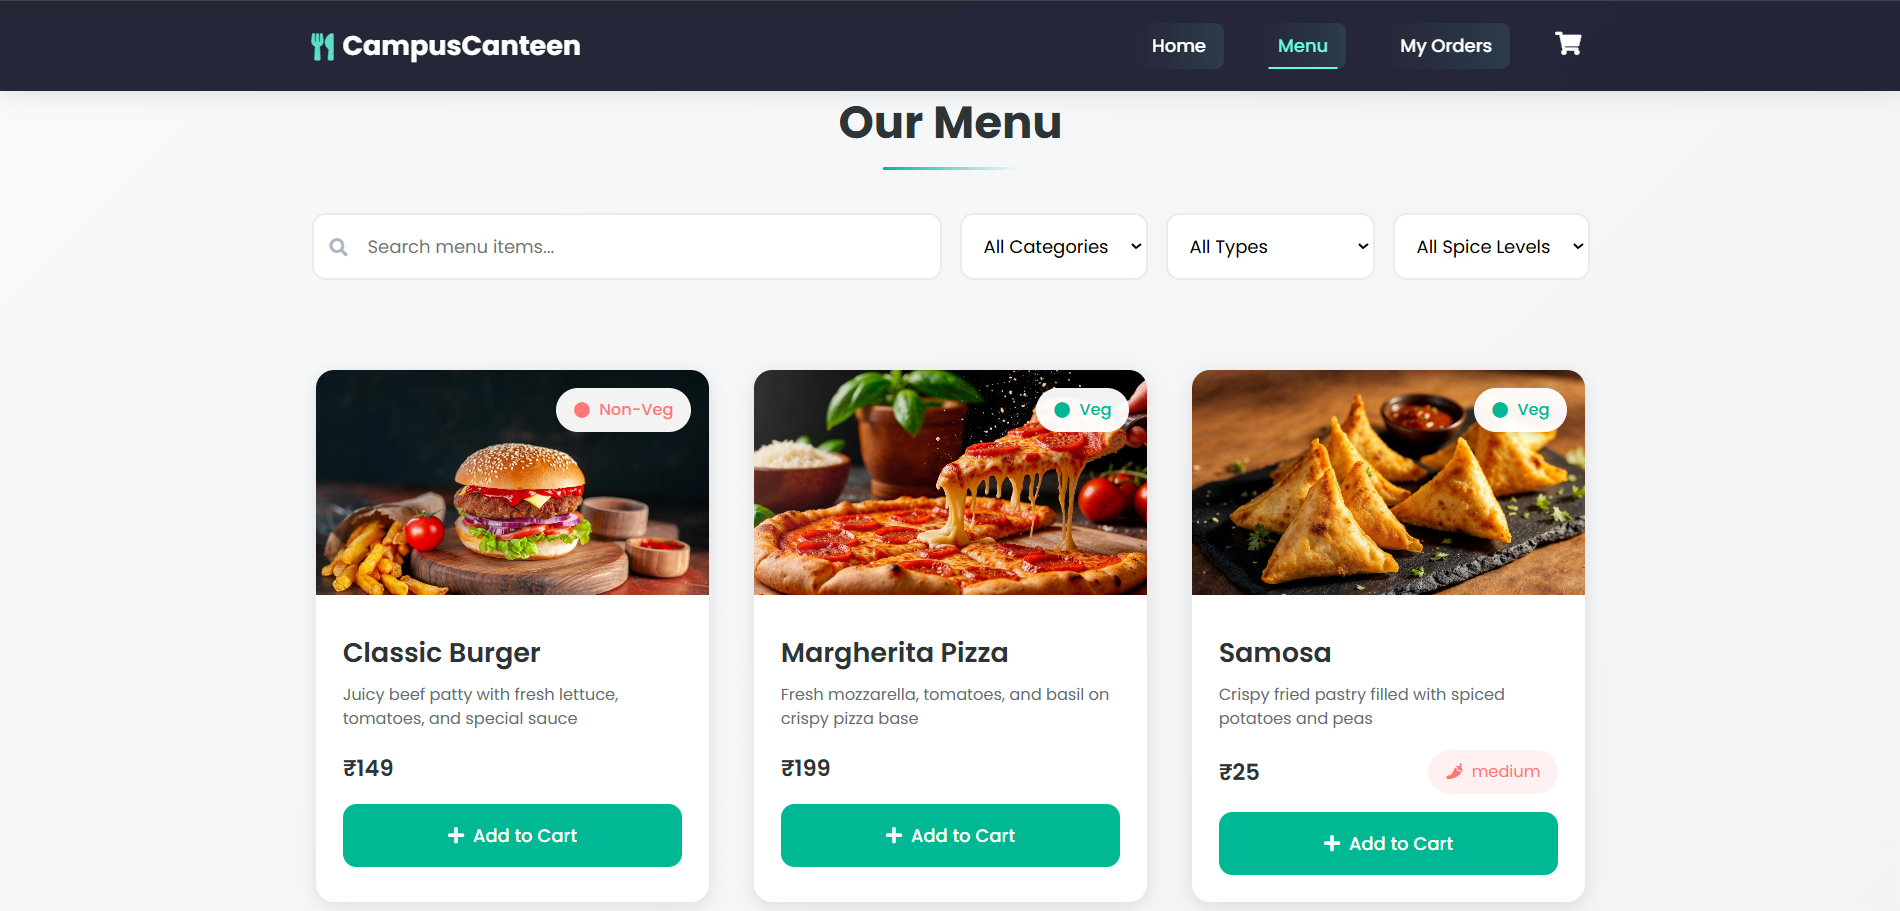 CampusCanteen
Home
Menu
My Orders
Our Menu
Search menu items...
All Categories
All Types
All Spice Levels
Non-Veg
Veg
Veg
Classic Burger
Juicy beef patty with fresh lettuce,
tomatoes, and special sauce
₹149
Add to Cart
Margherita Pizza
Fresh mozzarella, tomatoes, and basil on
crispy pizza base
₹199
Add to Cart
Samosa
Crispy fried pastry filled with spiced
potatoes and peas
₹25
medium
Add to Cart